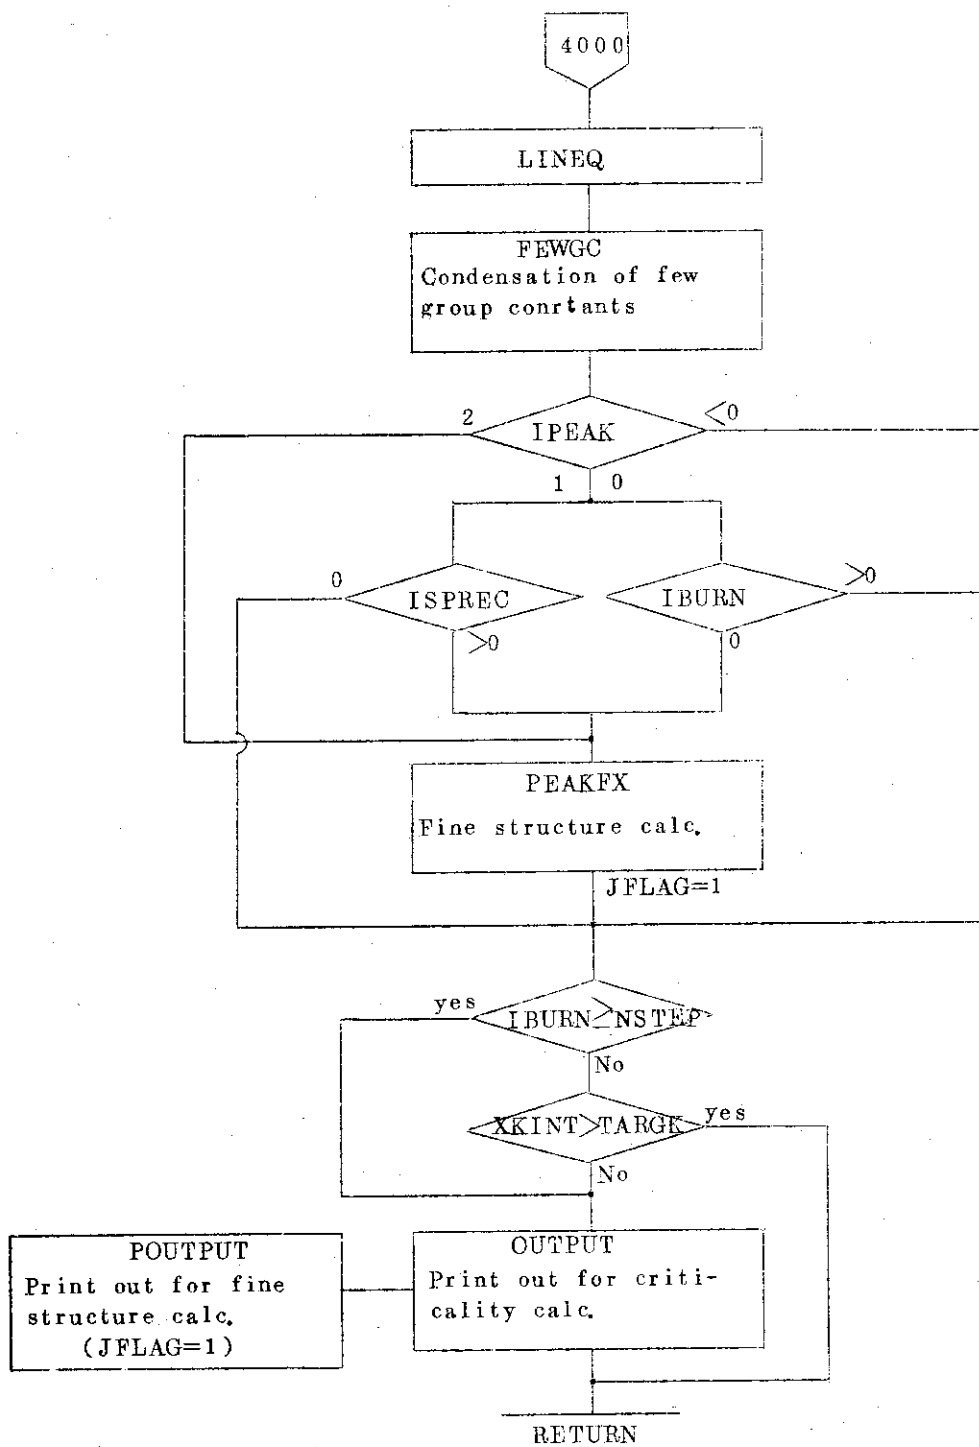 4000
LINEQ
FEWGC
Condensation of few
group conrtants
2
<0
IPEAK
1
0
0
>0
ISPREC
IBURN
>0
0
PEAKFX
Fine structure calc.
JFLAG=1
yes
IBURN≥NSTEP
No
XKINT>TARGK
yes
No
POUTPUT
Print out for fine
structure calc.
(JFLAG=1)
OUTPUT
Print out for criti-
cality calc.
RETURN